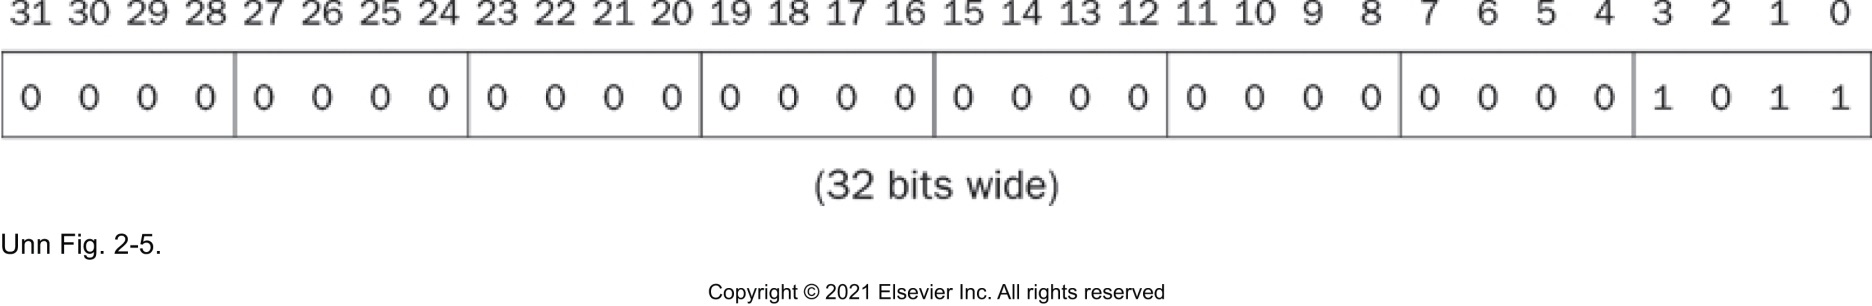 31 30 29 28 27 26 25 24 23 22 21 20 19 18 17 16 15 14 13 12 11 10 9 8 7 6 5 4 3 2 1 0
0 0 0 0 0 0 0 0 0 0 0 0 0 0 0 0 0 0 0 0 0 0 0 0 0 0 0 0 1 0 1 1
(32 bits wide)
Unn Fig. 2-5.
Copyright © 2021 Elsevier Inc. All rights reserved